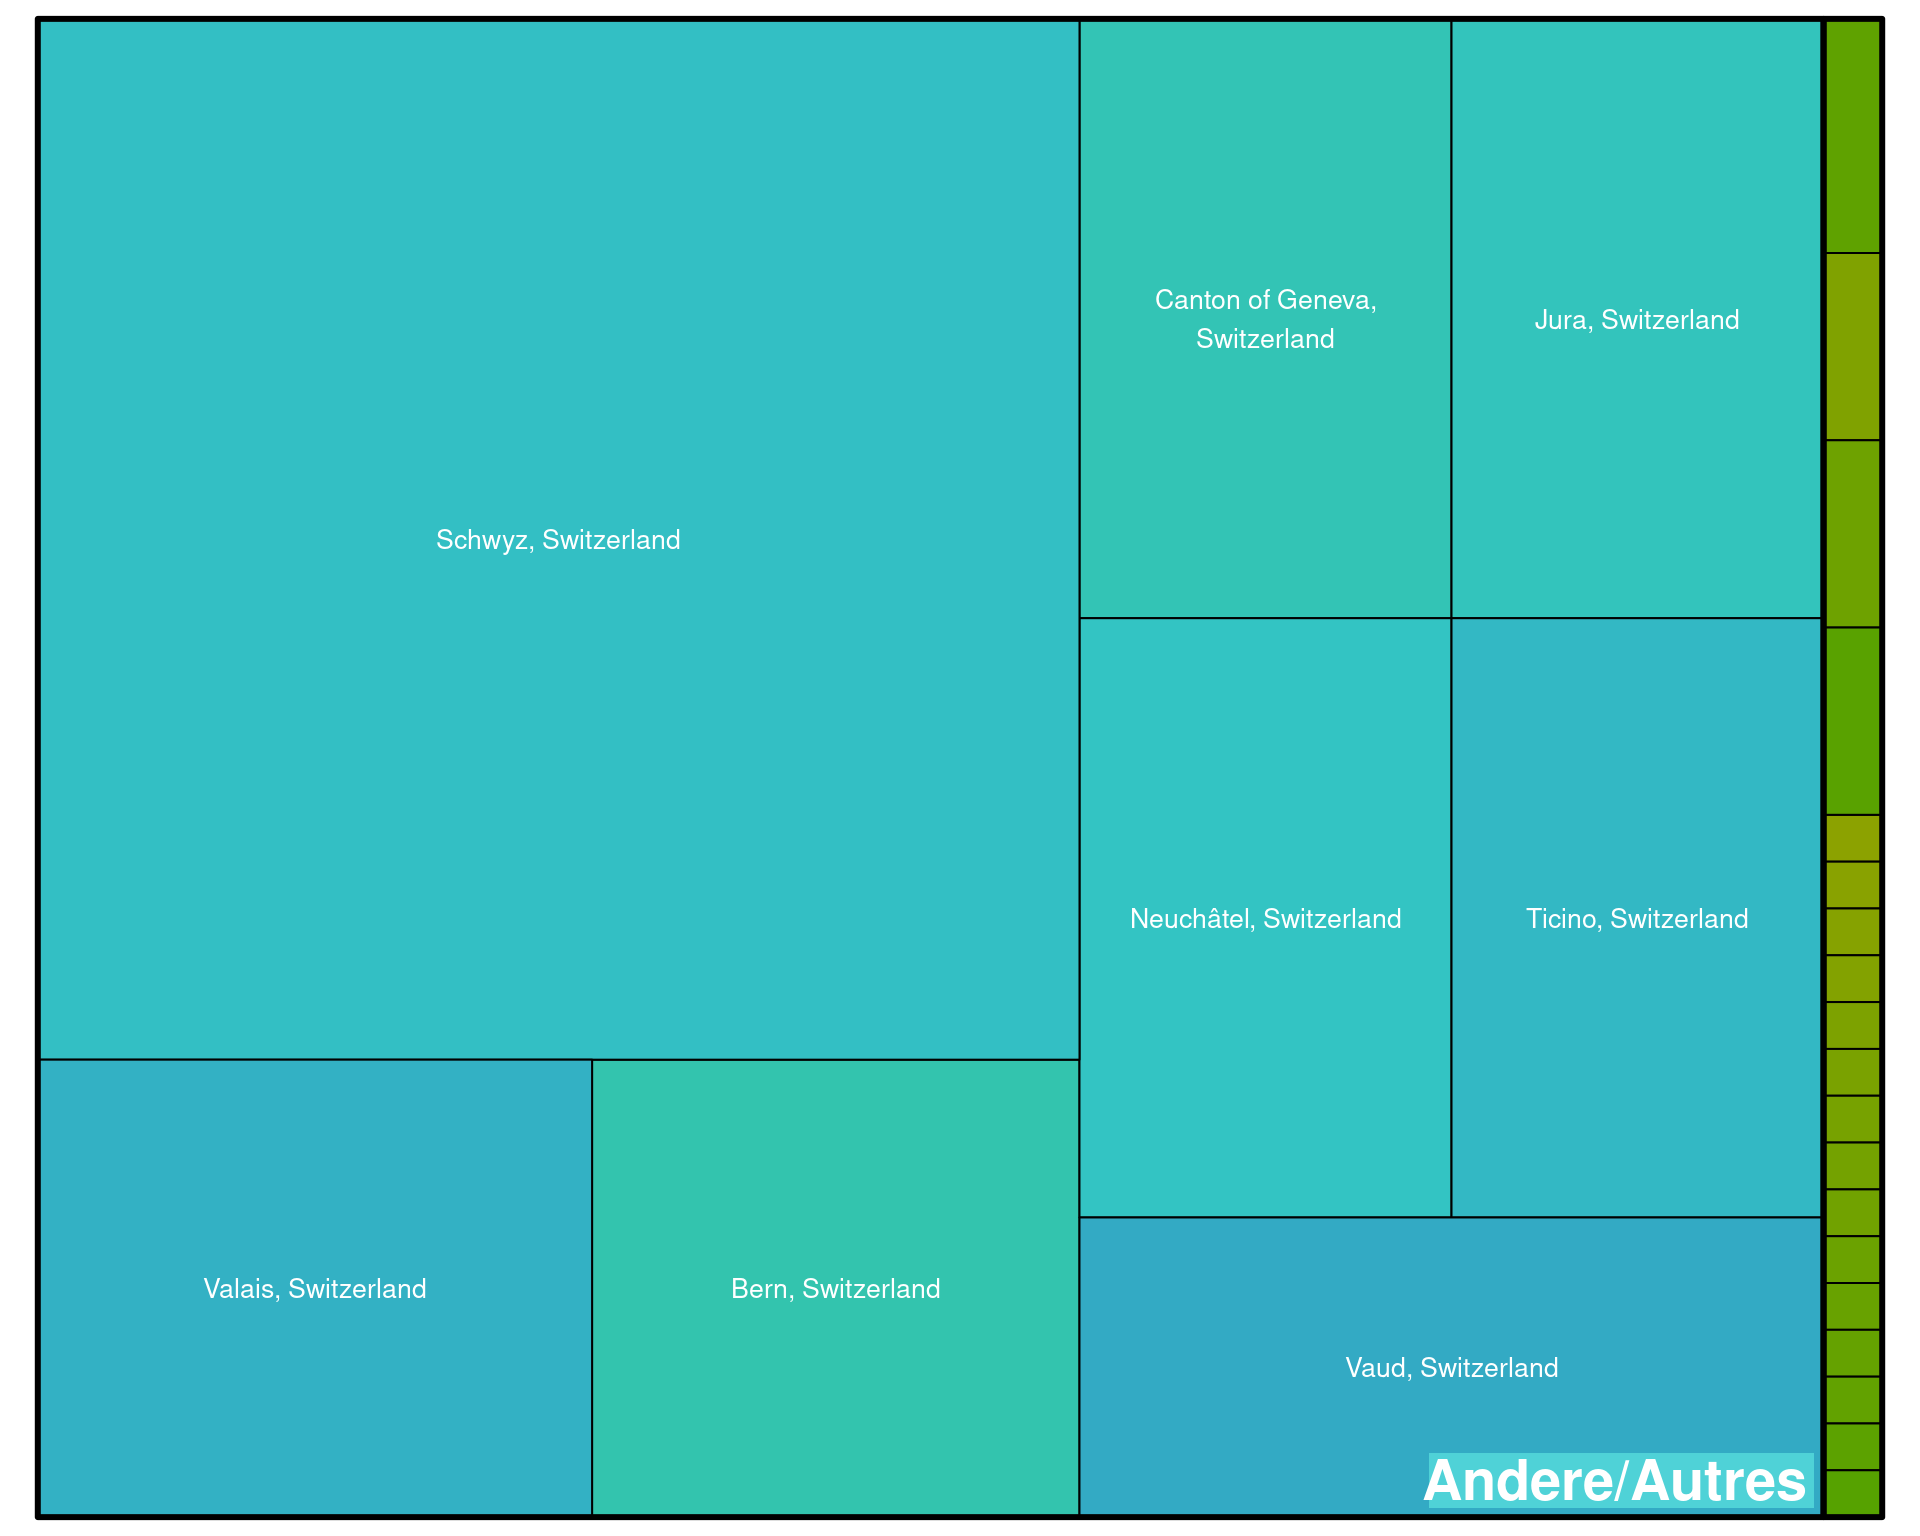 Canton of Geneva,
Switzerland
Jura, Switzerland
Schwyz, Switzerland
Neuchâtel, Switzerland
Ticino, Switzerland
Valais, Switzerland
Bern, Switzerland
Vaud, Switzerland
Andere/Autres